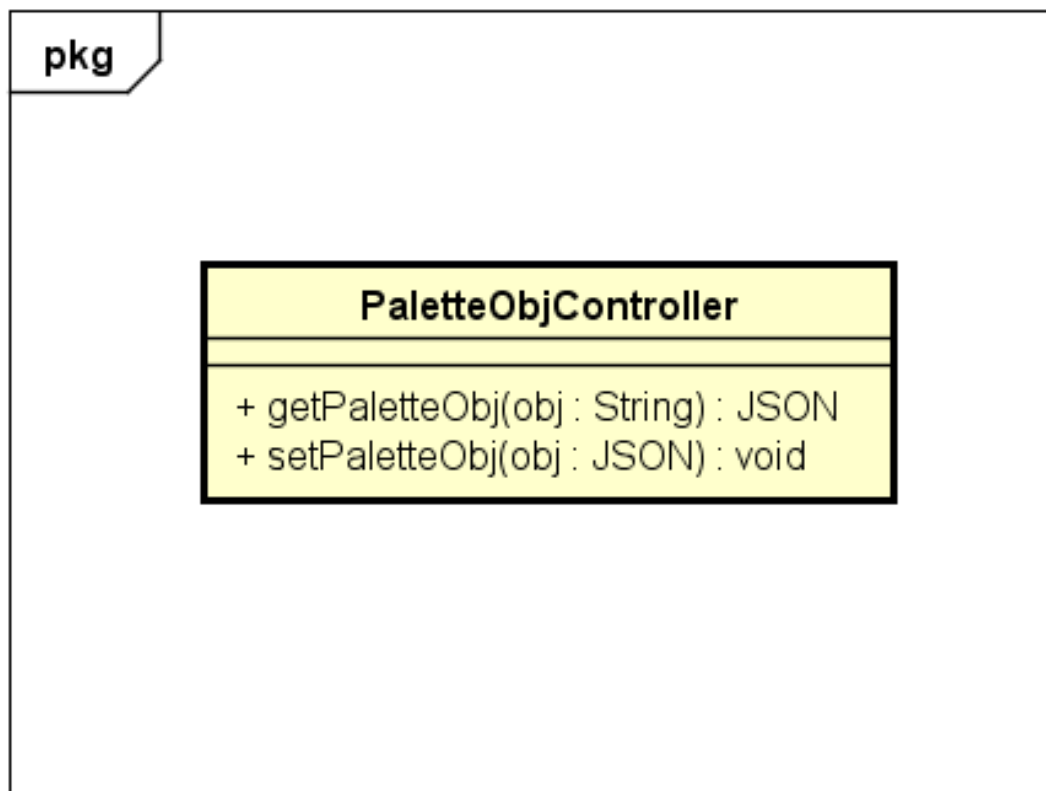 pkg
PaletteObjController
+ getPaletteObj(obj : String) : JSON
+ setPaletteObj(obj : JSON) : void